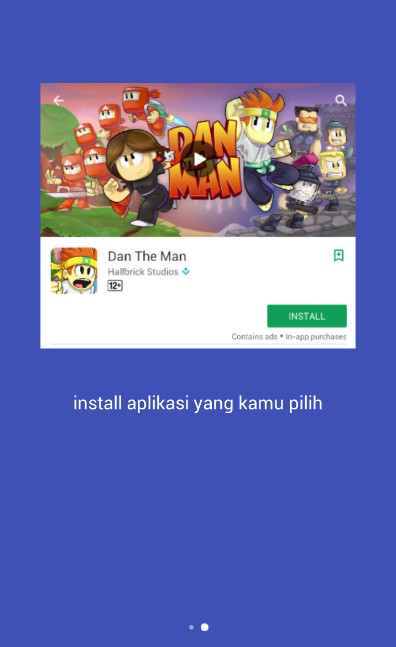 DAN
THE
MAN
Dan The Man
Halfbrick Studios
12+
INSTALL
Contains ads • In-app purchases
install aplikasi yang kamu pilih